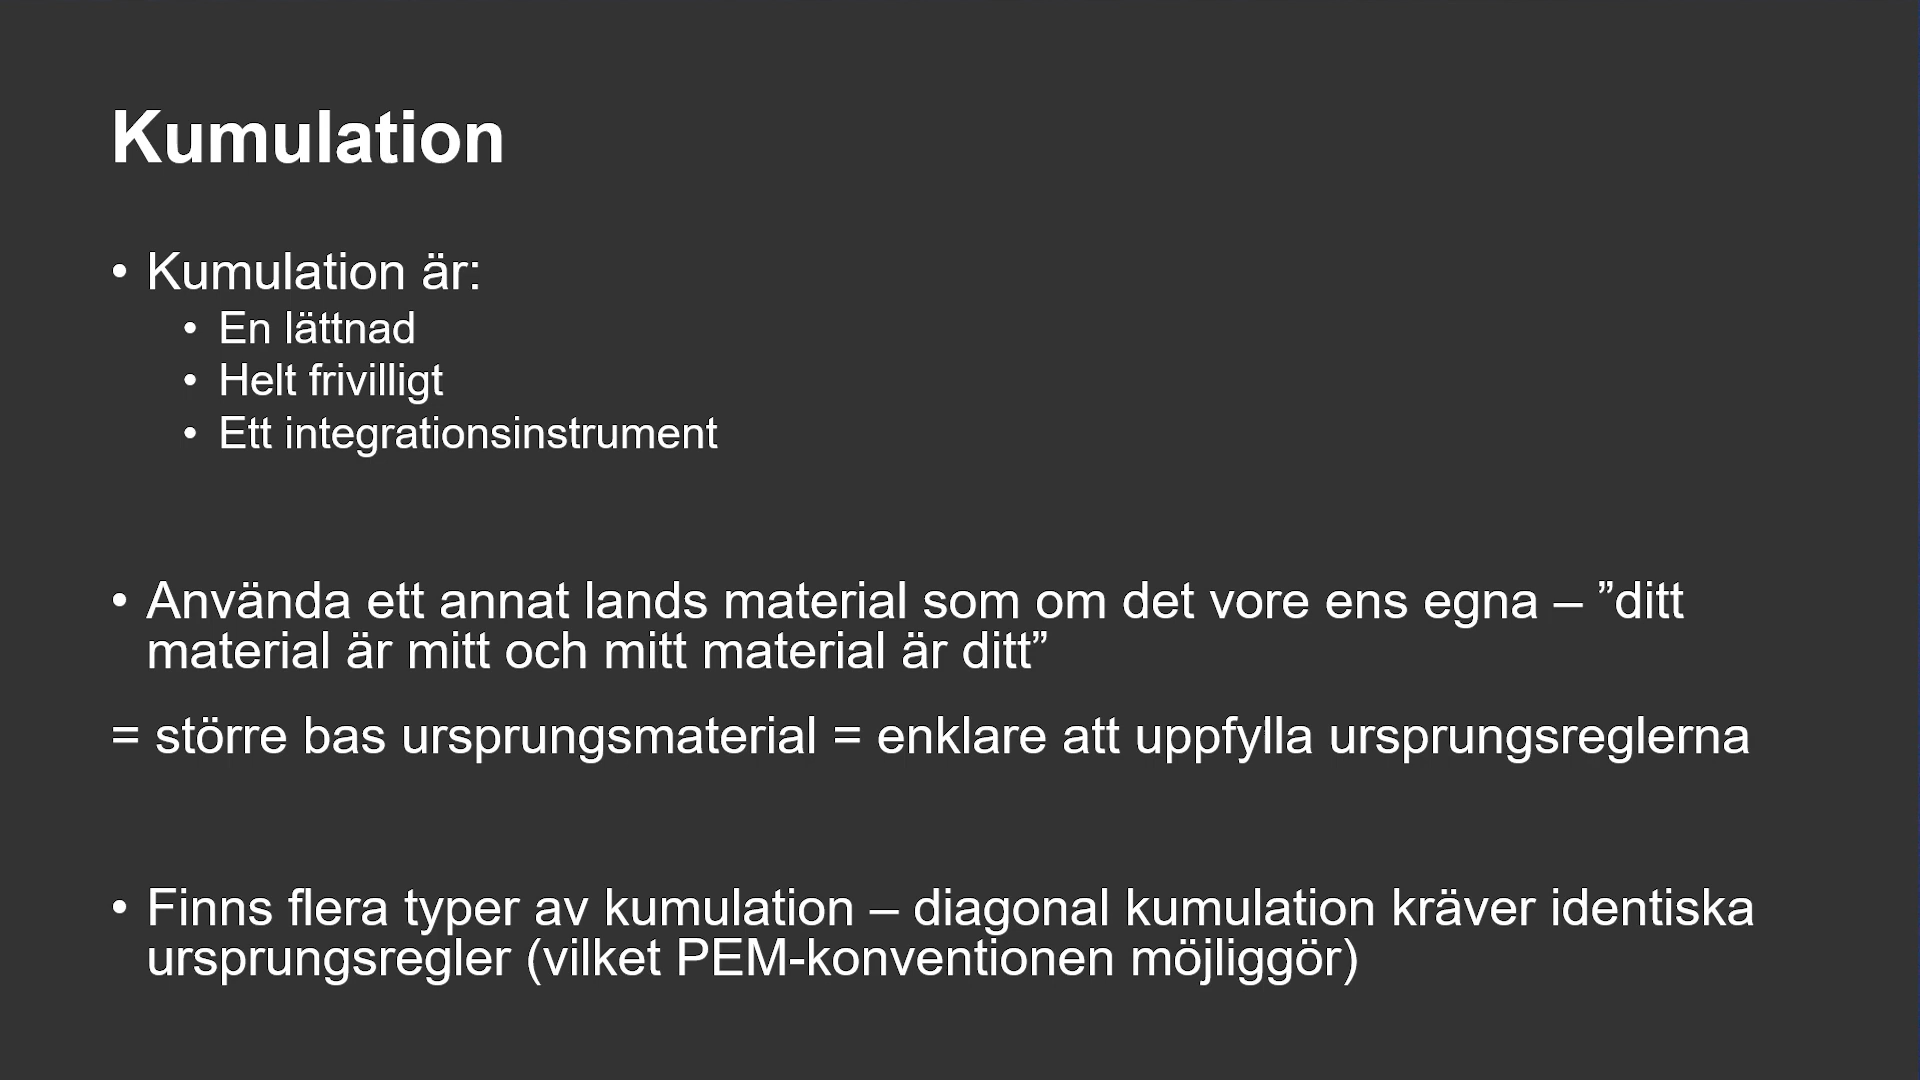 Kumulation
• Kumulation är:
• En lättnad
• Helt frivilligt
• Ett integrationsinstrument
• Använda ett annat lands material som om det vore ens egna – ”ditt
material är mitt och mitt material är ditt”
= större bas ursprungsmaterial = enklare att uppfylla ursprungsreglerna
• Finns flera typer av kumulation – diagonal kumulation kräver identiska
ursprungsregler (vilket PEM-konventionen möjliggör)